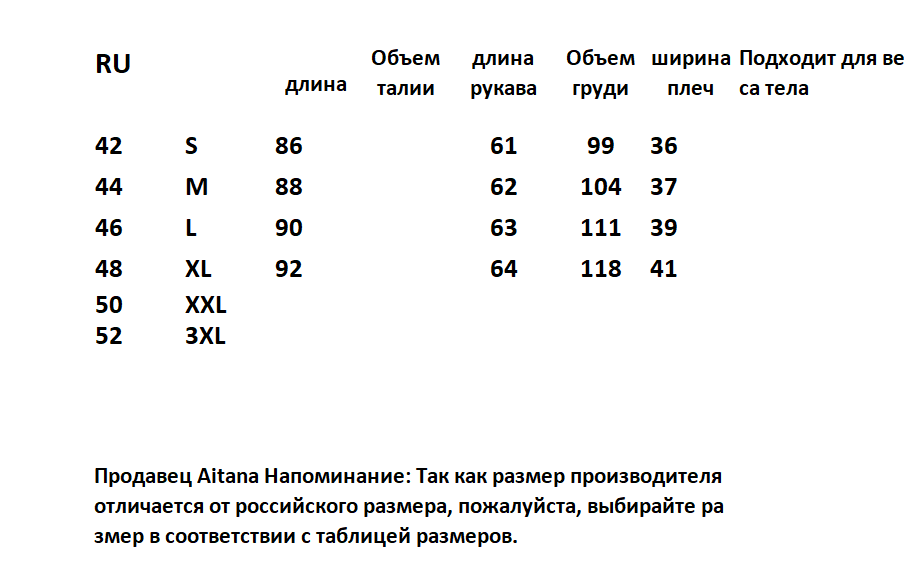 RU длина Объем талии длина рукава Объем груди ширина плеч Подходит для ве са тела
42 S 86 61 99 36
44 M 88 62 104 37
46 L 90 63 111 39
48 XL 92 64 118 41
50 XXL
52 3XL
Продавец Aitana Напоминание: Так как размер производителя
отличается от российского размера, пожалуйста, выбирайте ра
змер в соответствии с таблицей размеров.